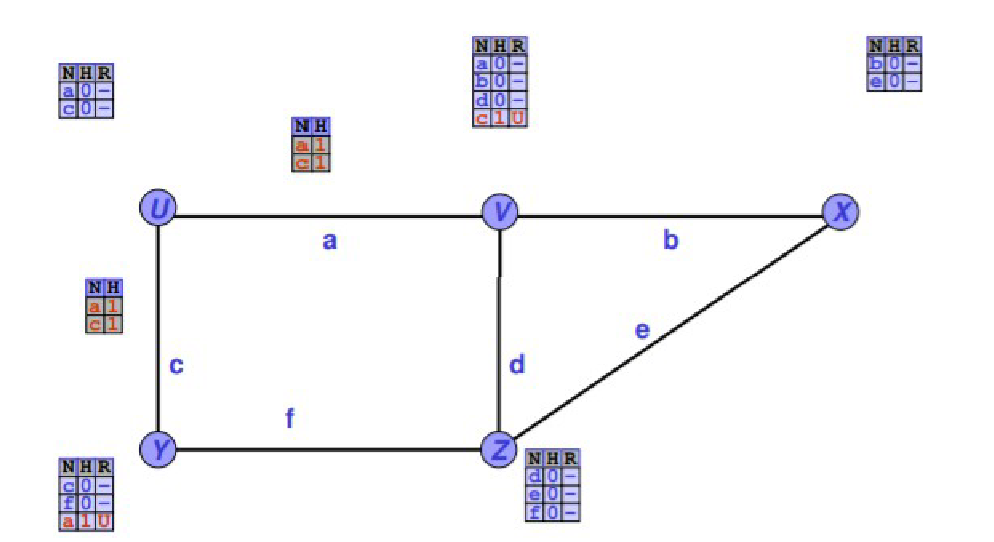 N H R
a 0 -
c 0 -
N H R
a 0 -
b 0 -
d 0 -
c 1 U
N H R
b 0 -
e 0 -
N H
a 1
c 1
U
V
X
a
b
N H
a 1
c 1
e
c
d
f
Y
Z
N H R
c 0 -
f 0 -
a 1 U
N H R
d 0 -
e 0 -
f 0 -